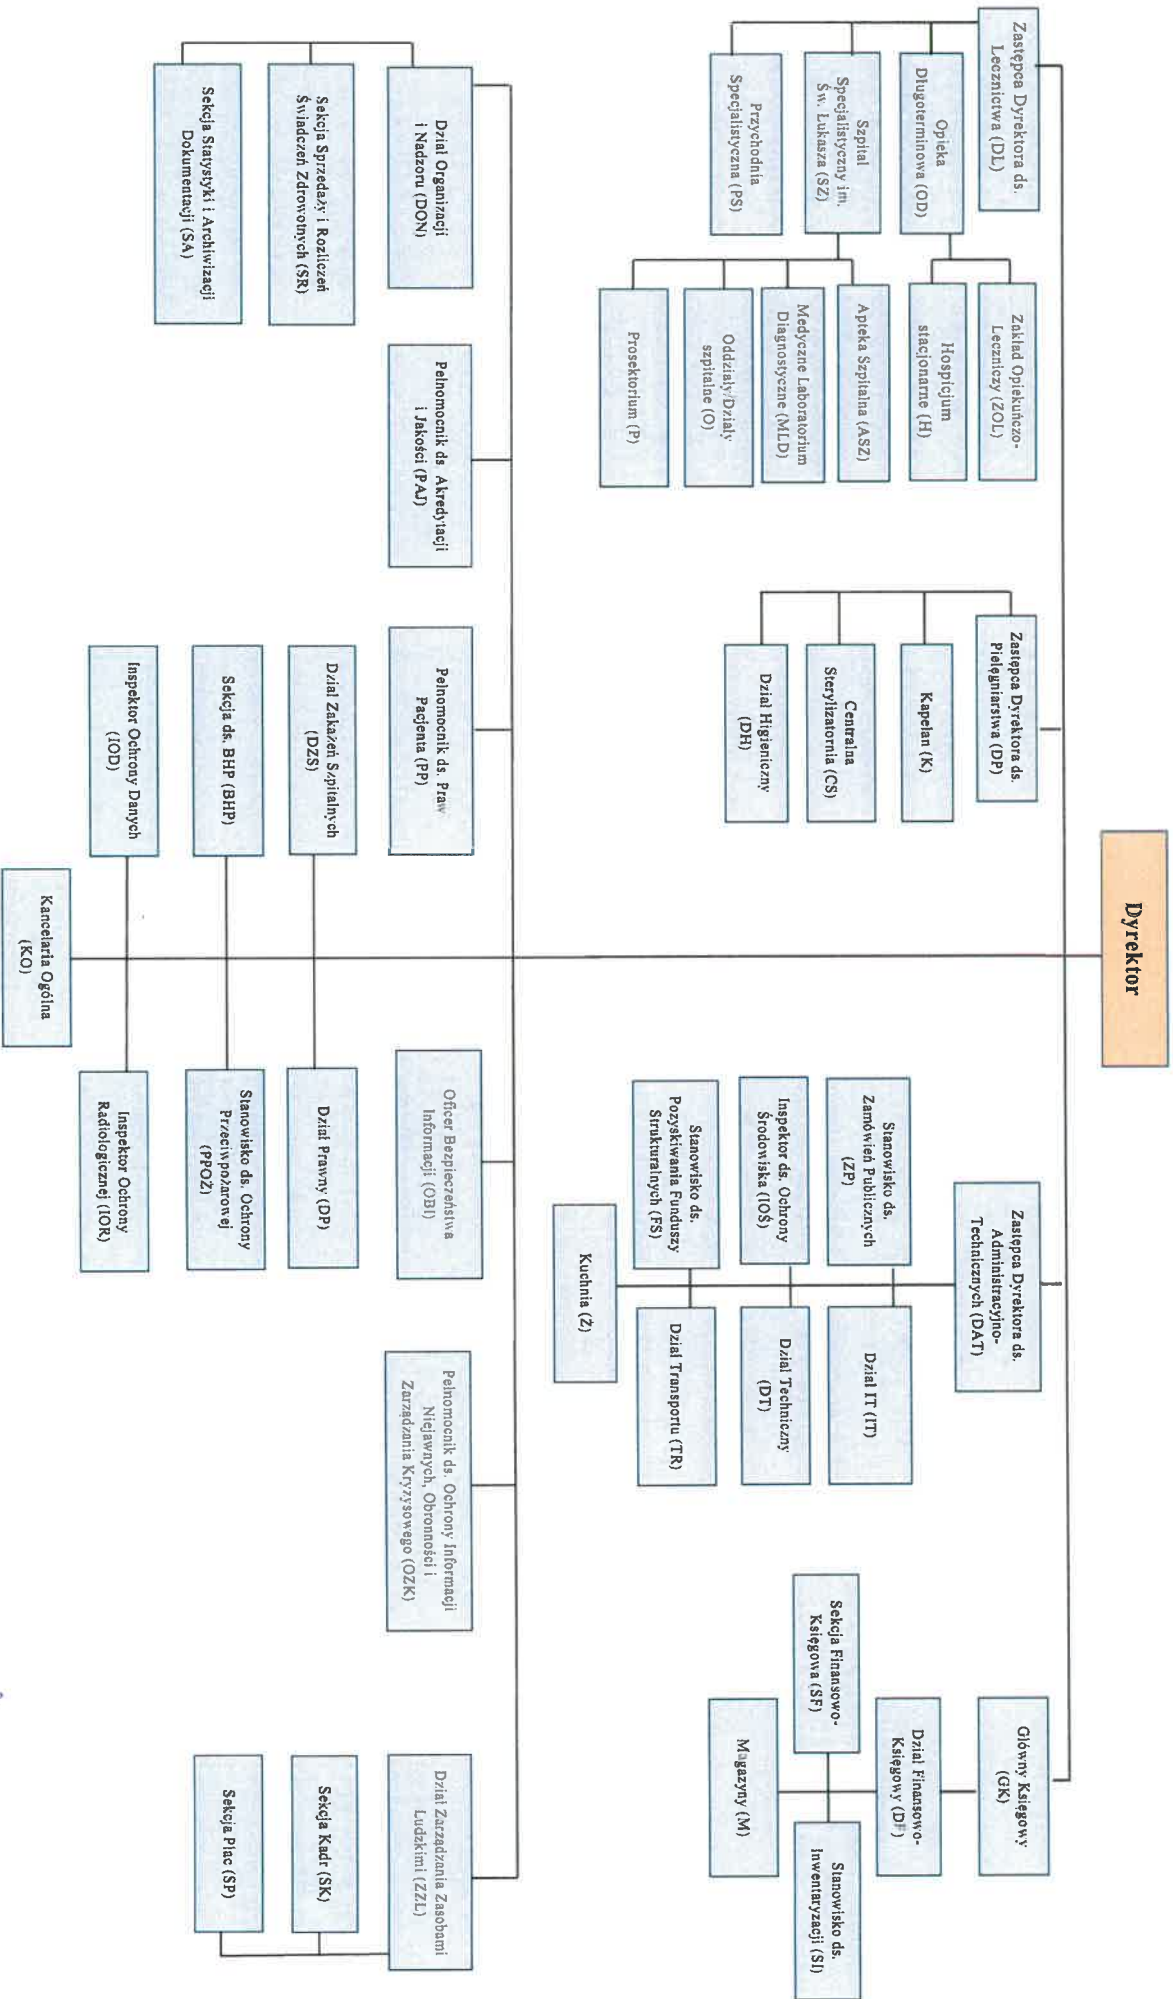 Dyrektor
Zastępca Dyrektora ds.
Lecznictwa (DL)
Opieka
Długoterminowa (OD)
Zakład Opiekuńczo-
Leczniczy (ZOL)
Hospicjum
stacjonarne (H)
Szpital
Specjalistyczny im.
Św. Łukasza (SZ)
Apteka Szpitalna (ASZ)
Medyczne Laboratorium
Diagnostyczne (MLD)
Oddziały/Działy
szpitalne (O)
Prosektorium (P)
Przychodnia
Specjalistyczna (PS)
Zastępca Dyrektora ds.
Pielęgniarstwa (DP)
Kapelan (K)
Centralna
Sterylizatornia (CS)
Dział Higieniczny
(DH)
Zastępca Dyrektora ds.
Administracyjno-
Technicznych (DAT)
Stanowisko ds.
Zamówień Publicznych
(ZP)
Dział IT (IT)
Inspektor ds. Ochrony
Środowiska (IOŚ)
Dział Techniczny
(DT)
Stanowisko ds.
Pozyskiwania Funduszy
Strukturalnych (FS)
Dział Transportu (TR)
Kuchnia (Ż)
Główny Księgowy
(GK)
Dział Finansowo-
Księgowy (DF)
Sekcja Finansowo-
Księgowa (SF)
Stanowisko ds.
Inwentaryzacji (SI)
Magazyny (M)
Dział Organizacji
i Nadzoru (DON)
Sekcja Sprzedaży i Rozliczeń
Świadczeń Zdrowotnych (SR)
Sekcja Statystyki i Archiwizacji
Dokumentacji (SA)
Pełnomocnik ds. Akredytacji
i Jakości (PAJ)
Pełnomocnik ds. Praw
Pacjenta (PP)
Oficer Bezpieczeństwa
Informacji (OBI)
Pełnomocnik ds. Ochrony Informacji
Niejawnych, Obronności i
Zarządzania Kryzysowego (OZK)
Dział Zarządzania Zasobami
Ludzkimi (ZZL)
Sekcja Kadr (SK)
Sekcja Płac (SP)
Dział Zakażeń Szpitalnych
(DZS)
Dział Prawny (DP)
Sekcja ds. BHP (BHP)
Stanowisko ds. Ochrony
Przeciwpożarowej
(PPOŻ)
Inspektor Ochrony Danych
(IOD)
Inspektor Ochrony
Radiologicznej (IOR)
Kancelaria Ogólna
(KO)